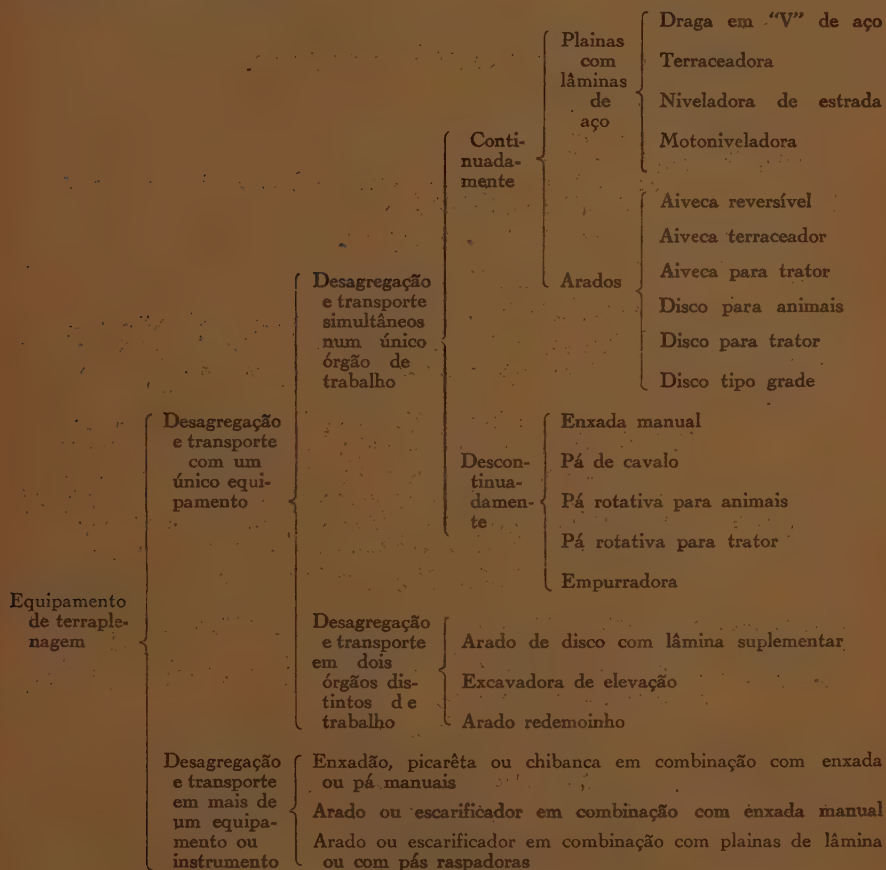 Equipamento
de terraple-
nagem
Desagregação
e transporte
com um
único equi-
pamento
Desagregação
e transporte
simultâneos
num único
órgão de
trabalho
Conti-
nuada-
mente
Plainas
com
lâminas
de
aço
Draga em "V" de aço
Terraceadora
Niveladora de estrada
Motoniveladora
Arados
Aiveca reversível
Aiveca terraceador
Aiveca para trator
Disco para animais
Disco para trator
Disco tipo grade
Descon-
tinua-
damen-
te
Enxada manual
Pá de cavalo
Pá rotativa para animais
Pá rotativa para trator
Empurradora
Desagregação
e transporte
em dois
órgãos dis-
tintos de
trabalho
Arado de disco com lâmina suplementar
Excavadora de elevação
Arado redemoinho
Desagregação
e transporte
em mais de
um equipa-
mento ou
instrumento
Enxadão, picarêta ou chibanca em combinação com enxada
ou pá manuais
Arado ou escarificador em combinação com enxada manual
Arado ou escarificador em combinação com plainas de lâmina
ou com pás raspadoras